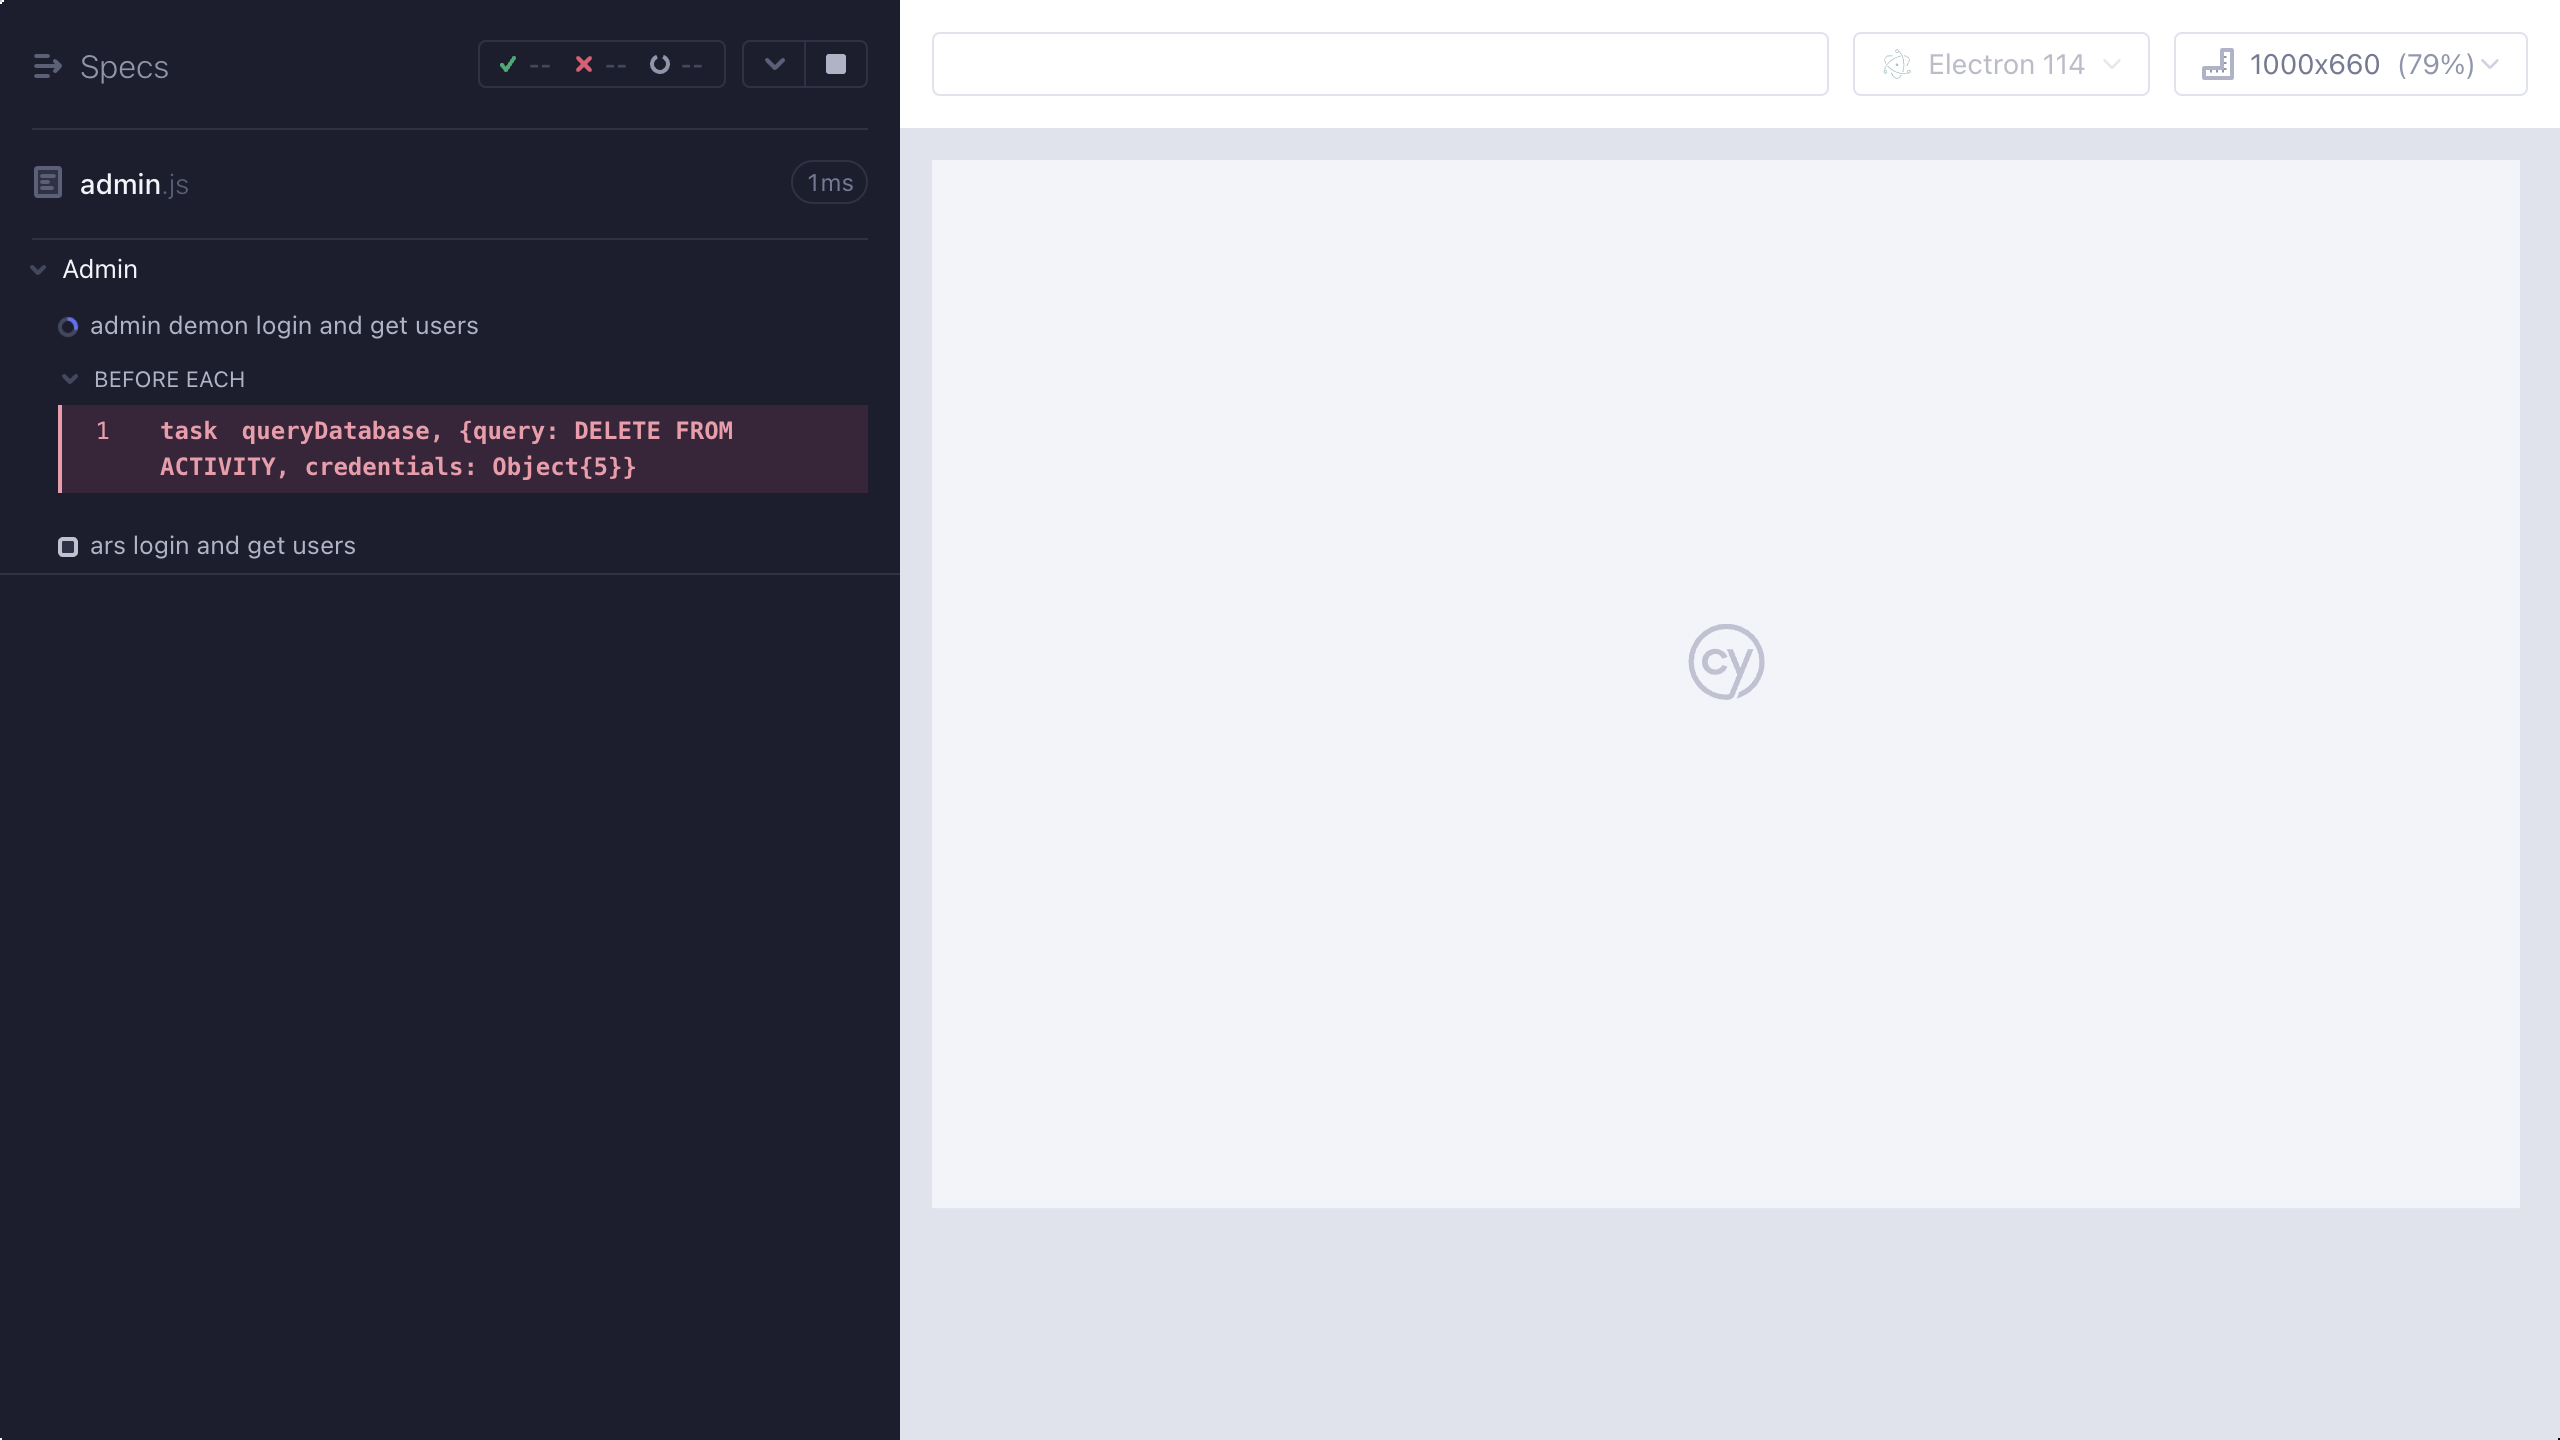 Specs
-- -- --
admin.js
1ms
Admin
admin demon login and get users
BEFORE EACH
1 task queryDatabase, {query: DELETE FROM
ACTIVITY, credentials: Object{5}}
ars login and get users
Electron 114
1000x660 (79%)
cy